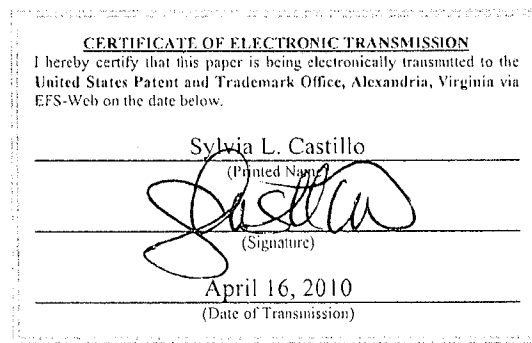 CERTIFICATE OF ELECTRONIC TRANSMISSION
I hereby certify that this paper is being electronically transmitted to the
United States Patent and Trademark Office, Alexandria, Virginia via
EFS-Web on the date below.
Sylvia L. Castillo
(Printed Name)
(Signature)
April 16, 2010
(Date of Transmission)